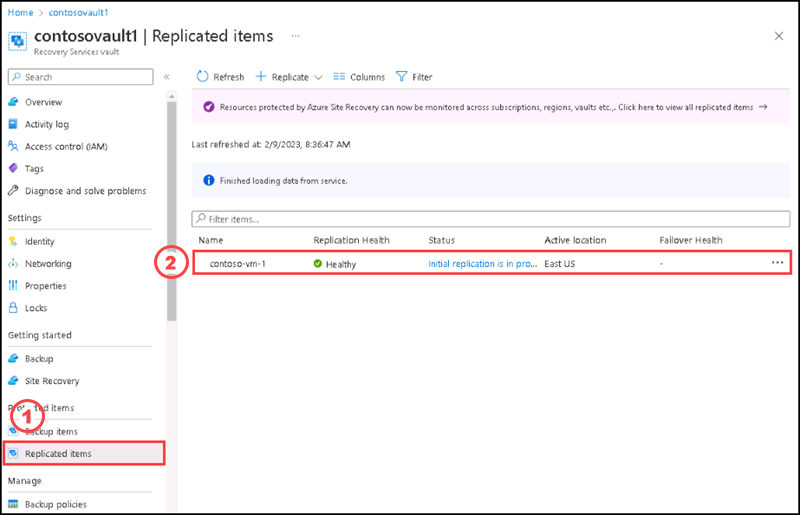 Home > contosovault1
contosovault1 | Replicated items ...
Recovery Services vault
Search
Overview
Activity log
Access control (IAM)
Tags
Diagnose and solve problems
Settings
Identity
Networking
Properties
Locks
Getting started
Backup
Site Recovery
Protected items
1
Backup items
Replicated items
Manage
Backup policies
Refresh Replicate Columns Filter
Resources protected by Azure Site Recovery can now be monitored across subscriptions, regions, vaults etc.,. Click here to view all replicated items →
Last refreshed at: 2/9/2023, 8:36:47 AM
Finished loading data from service.
Filter items...
Name Replication Health Status Active location Failover Health
2 contoso-vm-1 Healthy Initial replication is in pro... East US - ...